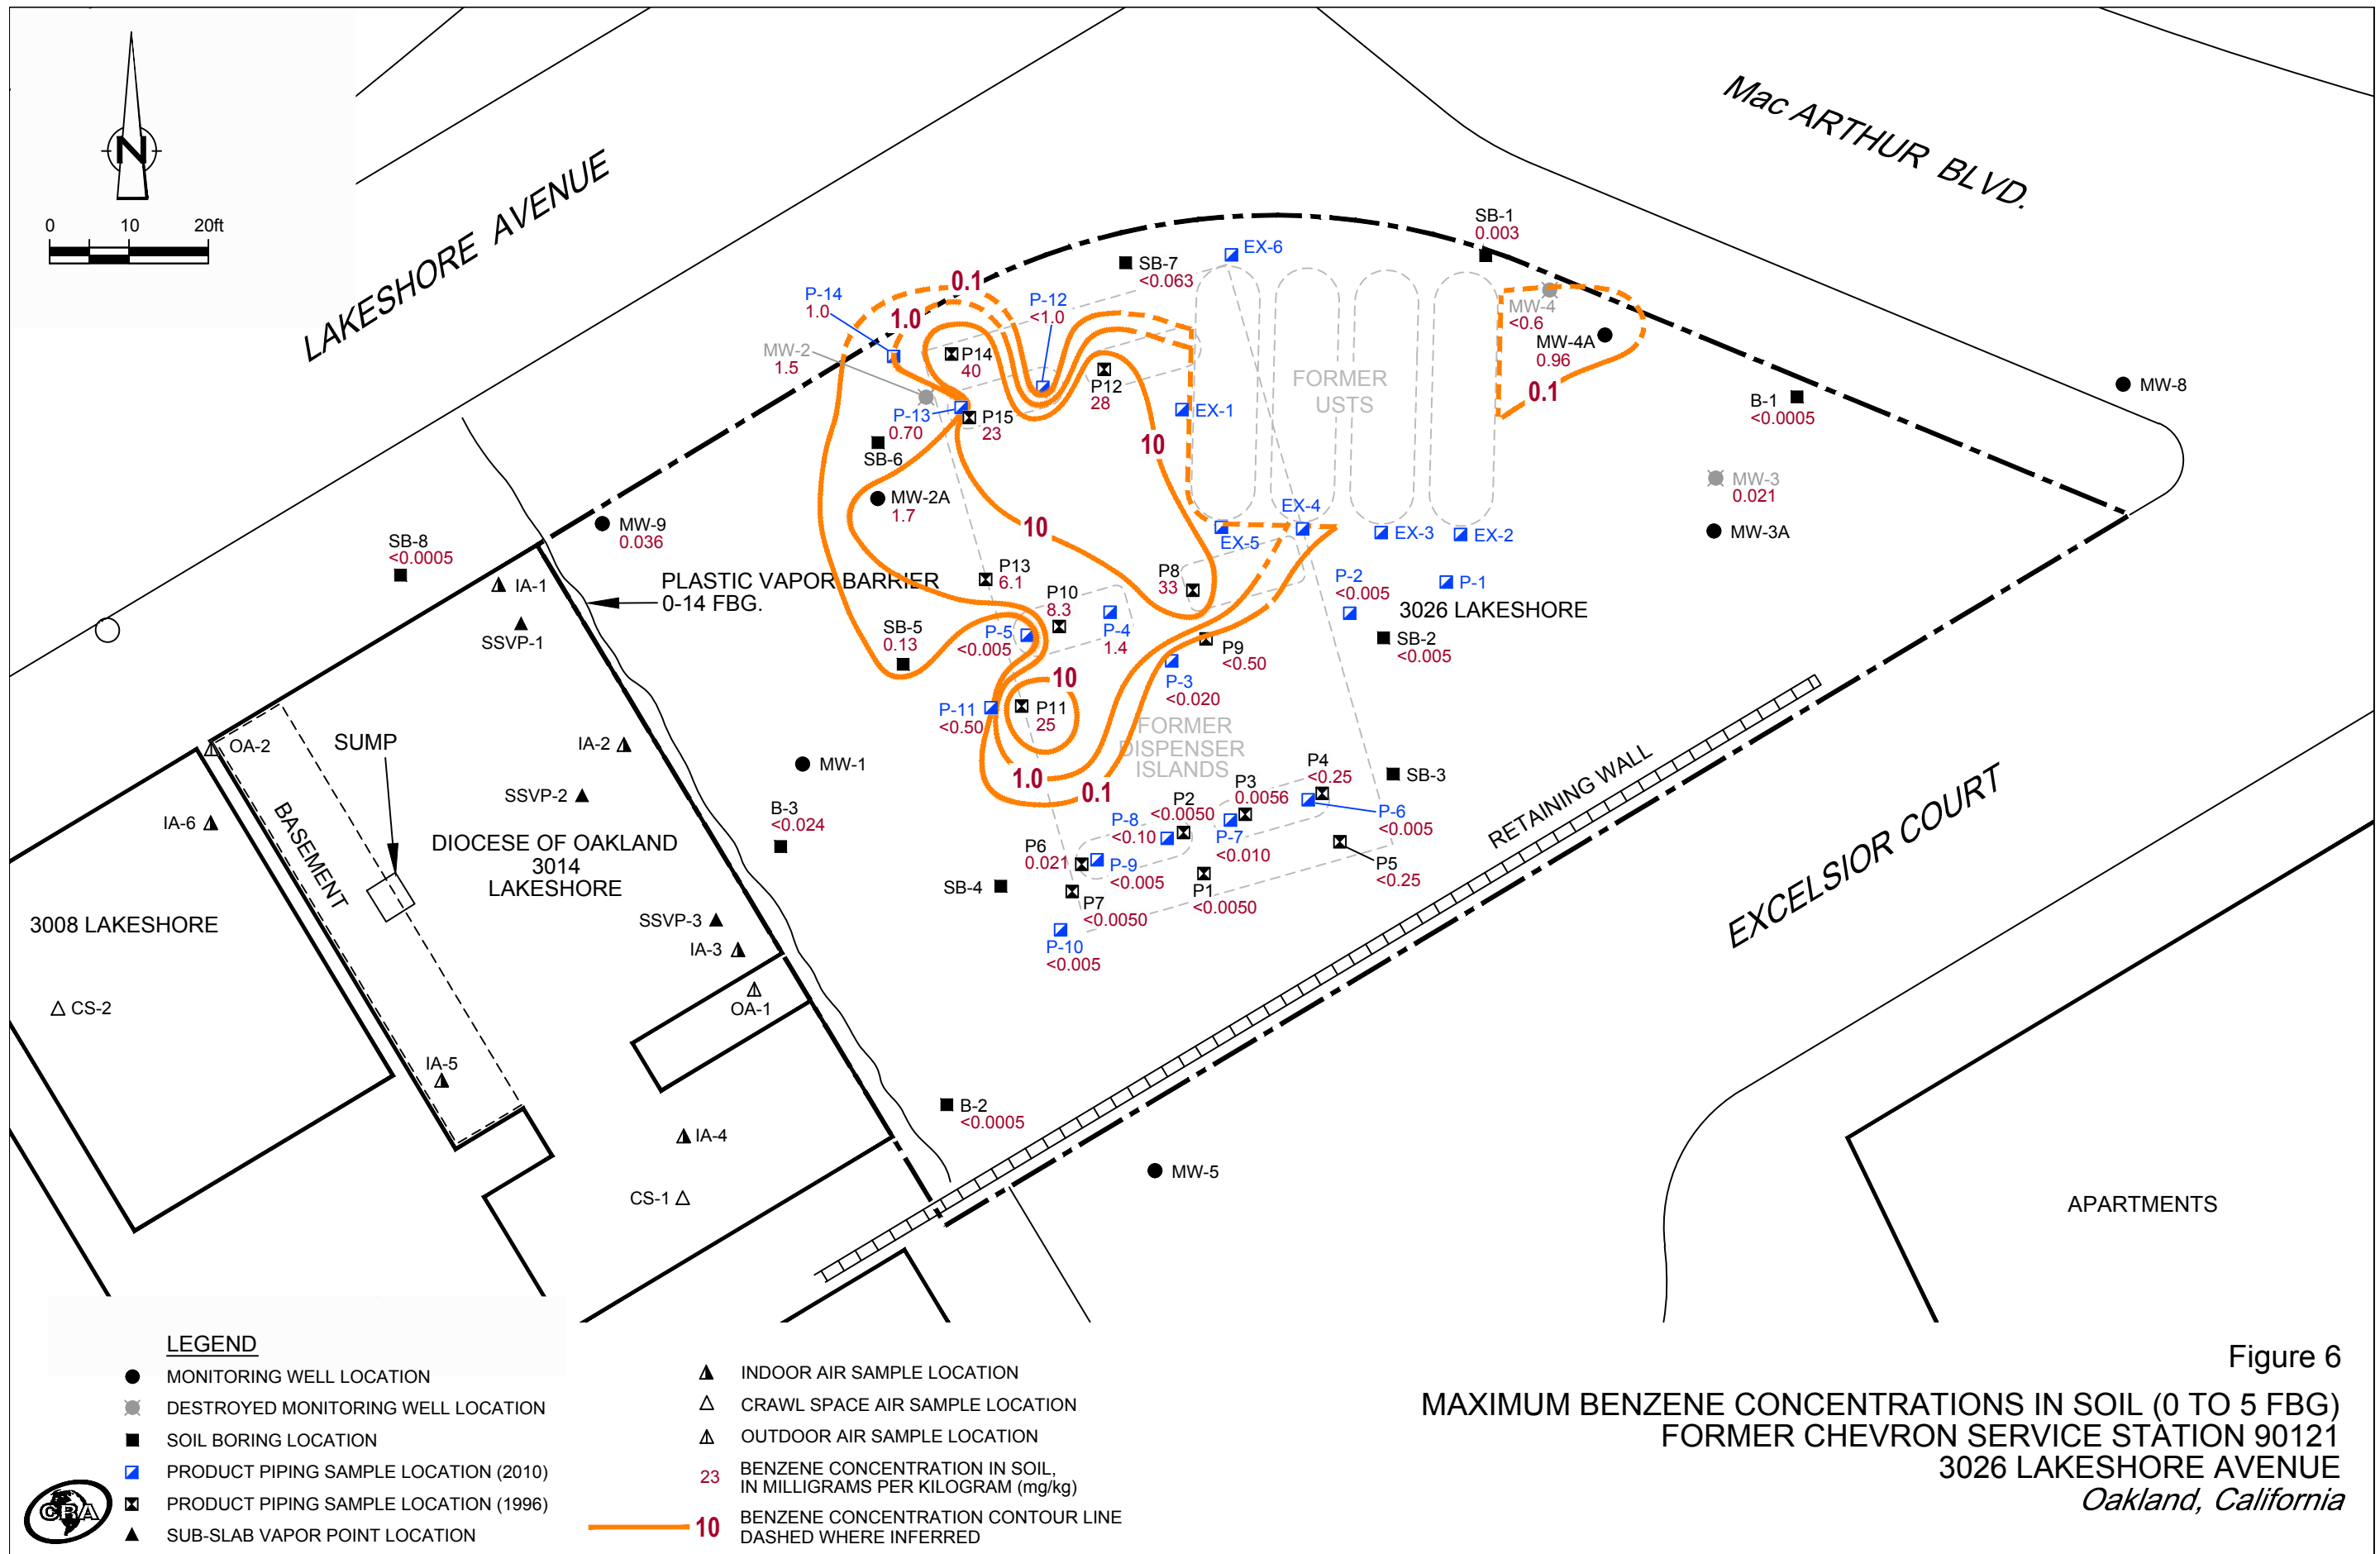 Mac ARTHUR BLVD.
N
0 10 20ft
LAKESHORE AVENUE
SB-1
0.003
EX-6
SB-7
<0.063
0.1
P-14
1.0
1.0
P-12
<1.0
MW-4
<0.6
MW-4A
0.96
0.1
MW-2
1.5
P14
40
P12
28
FORMER
USTS
MW-8
B-1
<0.0005
P-13
0.70
P15
23
EX-1
10
SB-6
MW-2A
1.7
MW-3
0.021
MW-3A
10
EX-4
EX-5
EX-3
EX-2
MW-9
0.036
SB-8
<0.0005
IA-1
PLASTIC VAPOR BARRIER
0-14 FBG.
P13
6.1
P10
8.3
P8
33
P-2
<0.005
P-1
3026 LAKESHORE
SSVP-1
SB-5
0.13
P-5
<0.005
P-4
1.4
P9
<0.50
SB-2
<0.005
10
P-3
<0.020
P-11
<0.50
P11
25
FORMER
DISPENSER
ISLANDS
OA-2
SUMP
IA-2
MW-1
1.0
0.1
P4
<0.25
SB-3
P3
0.0056
SSVP-2
B-3
<0.024
P2
<0.0050
P-8
<0.10
P-7
<0.010
P-6
<0.005
RETAINING WALL
IA-6
BASEMENT
DIOCESE OF OAKLAND
3014
LAKESHORE
P6
0.021
P-9
<0.005
P5
<0.25
SB-4
P1
<0.0050
P7
<0.0050
EXCELSIOR COURT
3008 LAKESHORE
SSVP-3
IA-3
P-10
<0.005
CS-2
OA-1
IA-5
B-2
<0.0005
IA-4
MW-5
CS-1
APARTMENTS
LEGEND
MONITORING WELL LOCATION
DESTROYED MONITORING WELL LOCATION
SOIL BORING LOCATION
PRODUCT PIPING SAMPLE LOCATION (2010)
PRODUCT PIPING SAMPLE LOCATION (1996)
SUB-SLAB VAPOR POINT LOCATION
CRA
INDOOR AIR SAMPLE LOCATION
CRAWL SPACE AIR SAMPLE LOCATION
OUTDOOR AIR SAMPLE LOCATION
23 BENZENE CONCENTRATION IN SOIL,
IN MILLIGRAMS PER KILOGRAM (mg/kg)
10 BENZENE CONCENTRATION CONTOUR LINE
DASHED WHERE INFERRED
Figure 6
MAXIMUM BENZENE CONCENTRATIONS IN SOIL (0 TO 5 FBG)
FORMER CHEVRON SERVICE STATION 90121
3026 LAKESHORE AVENUE
Oakland, California